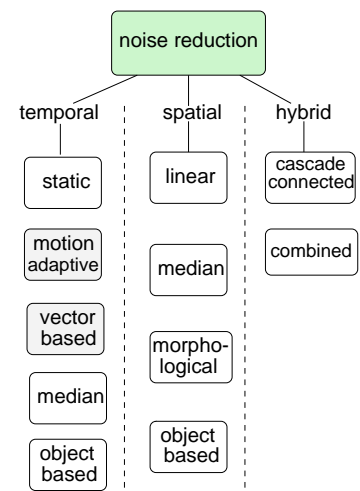 noise reduction
temporal
spatial
hybrid
static
motion
adaptive
vector
based
median
object
based
linear
median
morpho-
logical
object
based
cascade
connected
combined